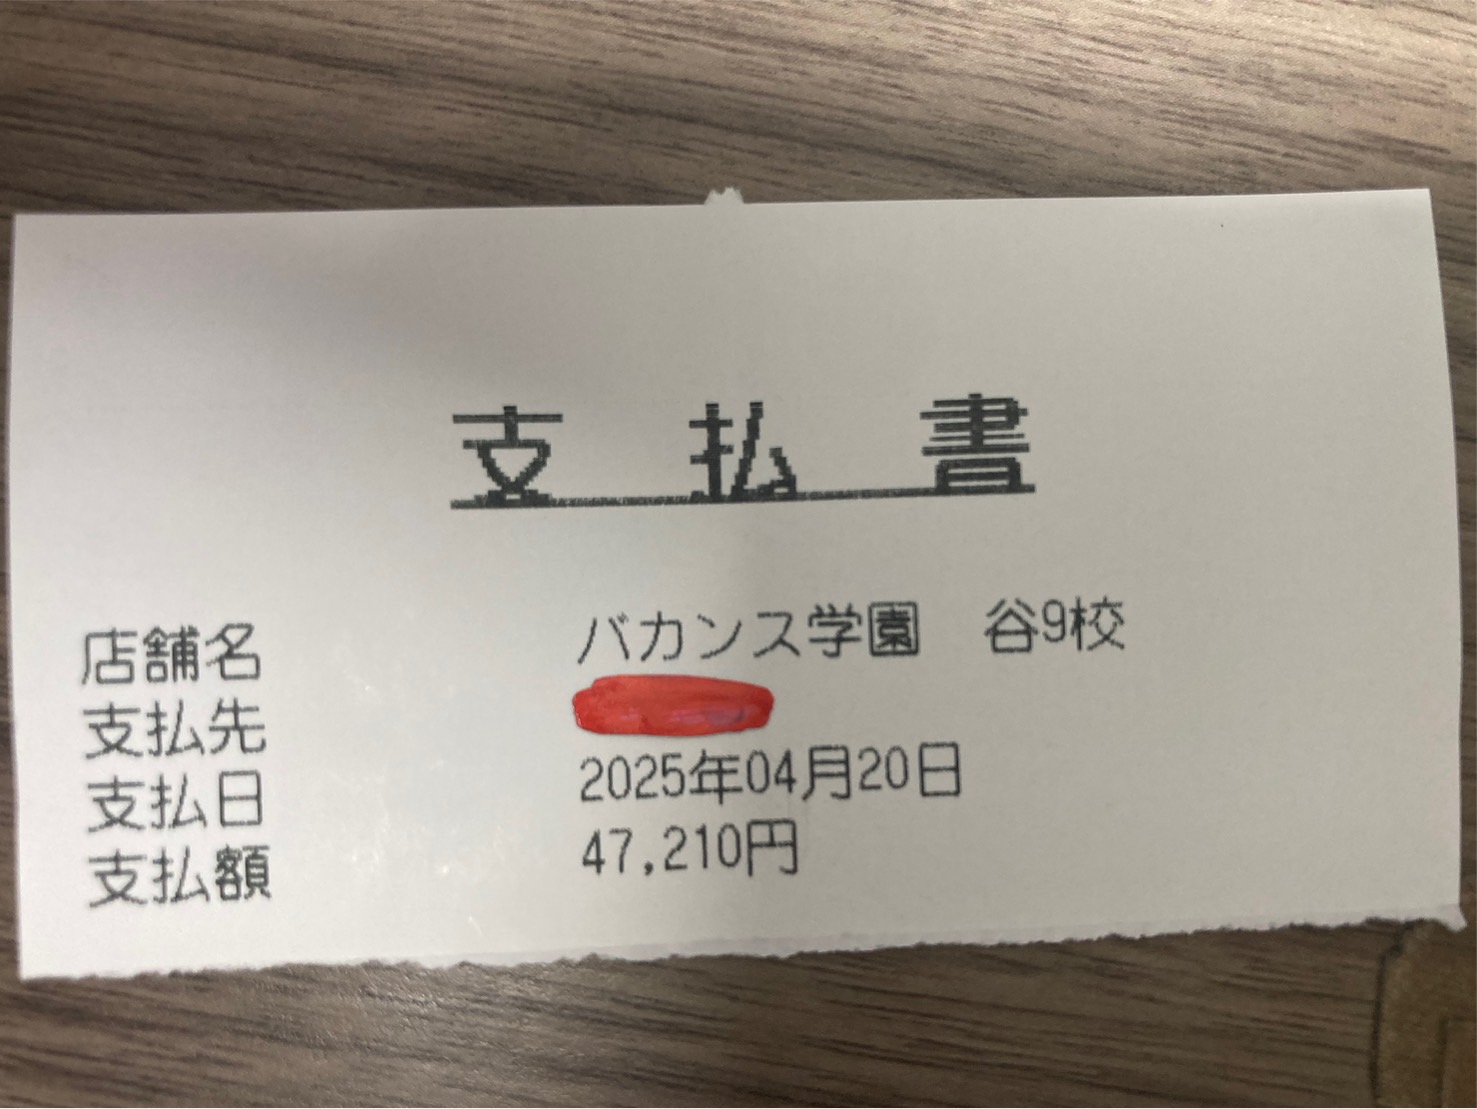 支払書
店舗名 バカンス学園 谷9校
支払先
支払日 2025年04月20日
支払額 47,210円